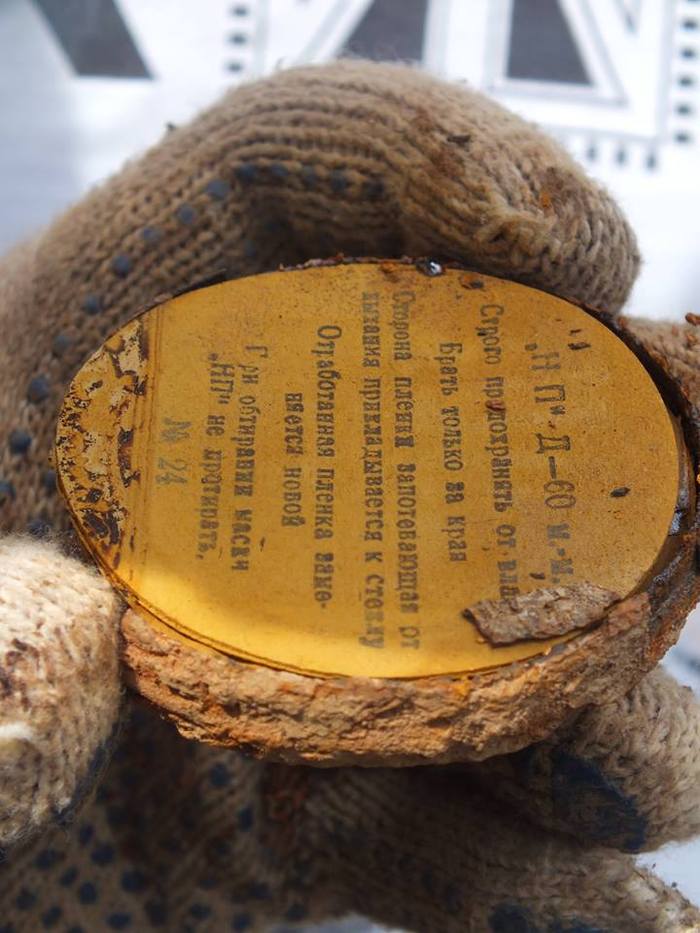 „НП“. Д—60 м.-м.
Строго предохранять от
Брать только за края
Сторона пленки запотевающая от
дыхания прикладывается к стеклу
Отработанная пленка заме-
няется новой
При обтирании маски
„НП“ не протирать.
№ 24